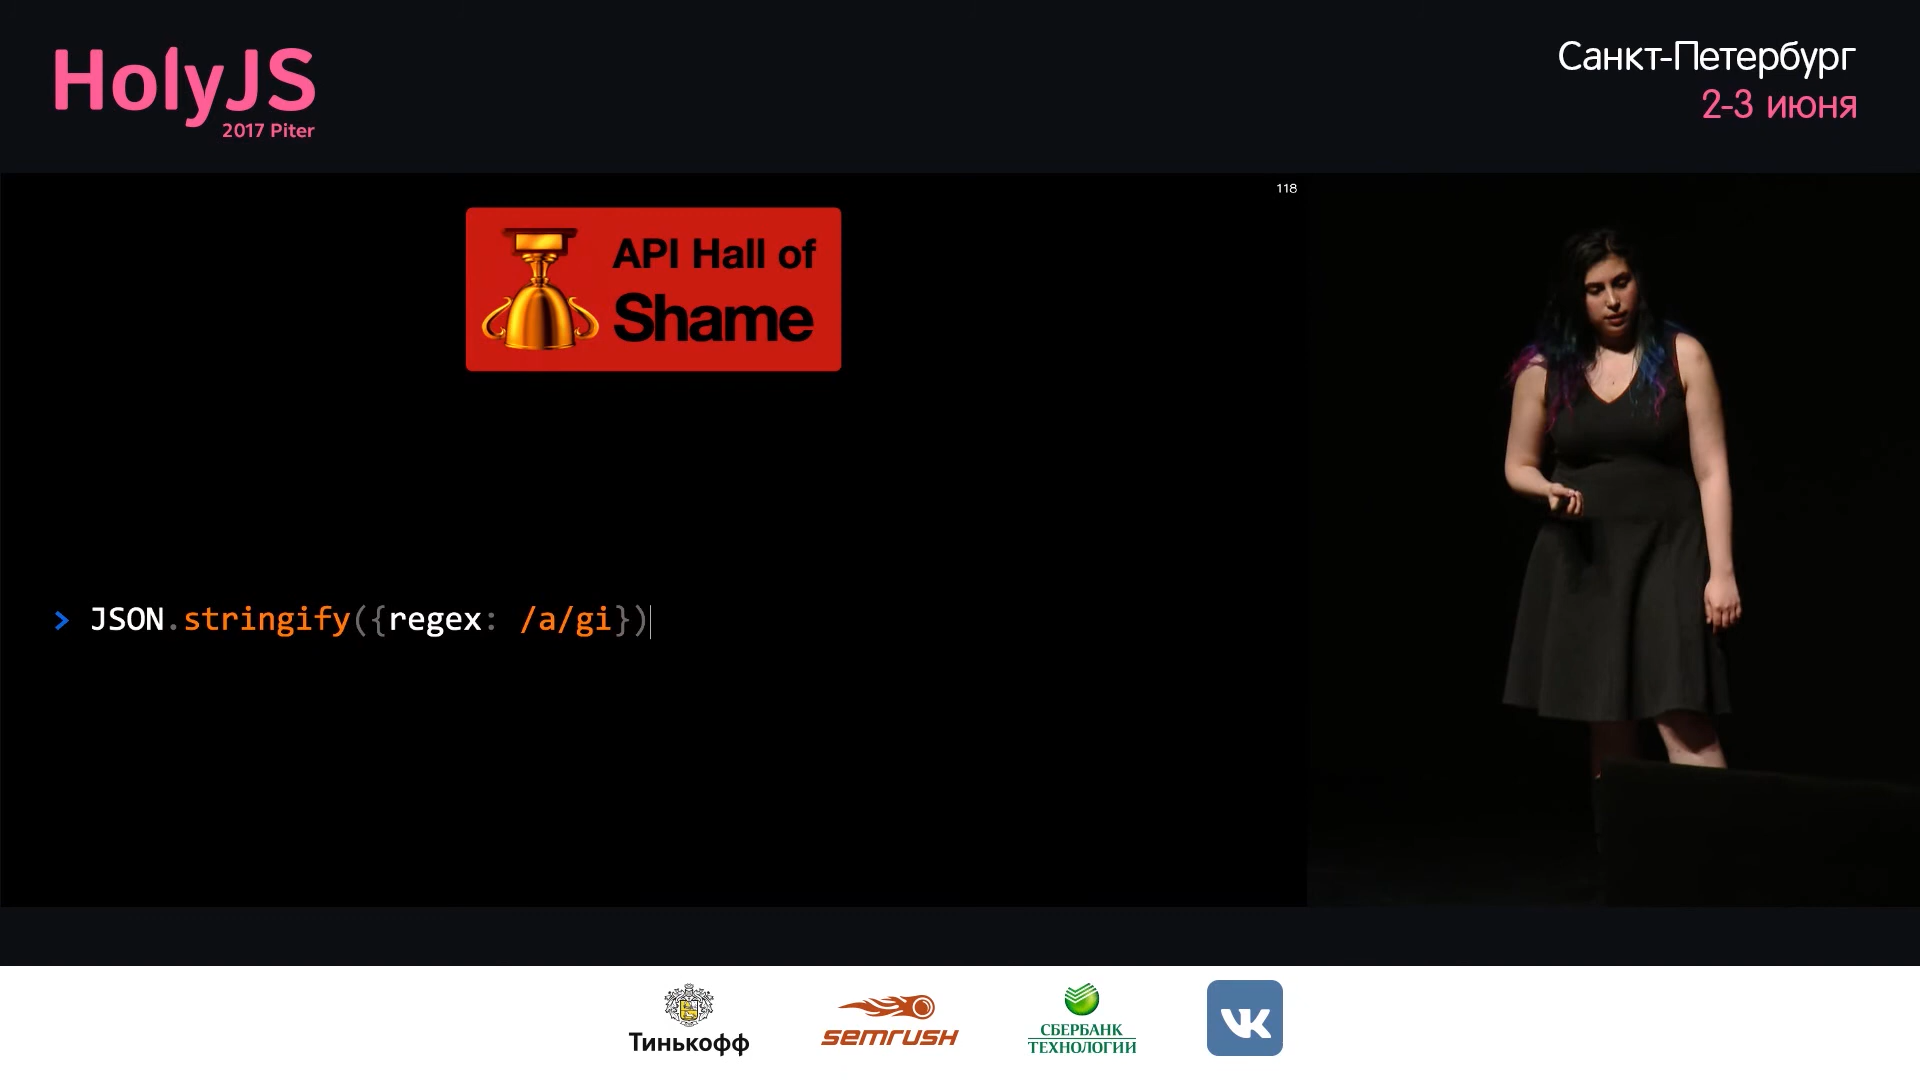 HolyJS
2017 Piter
Санкт-Петербург
2-3 июня
118
API Hall of
Shame
> JSON.stringify({regex: /a/gi})
Тинькофф
semrush
СБЕРБАНК
ТЕХНОЛОГИИ
VK